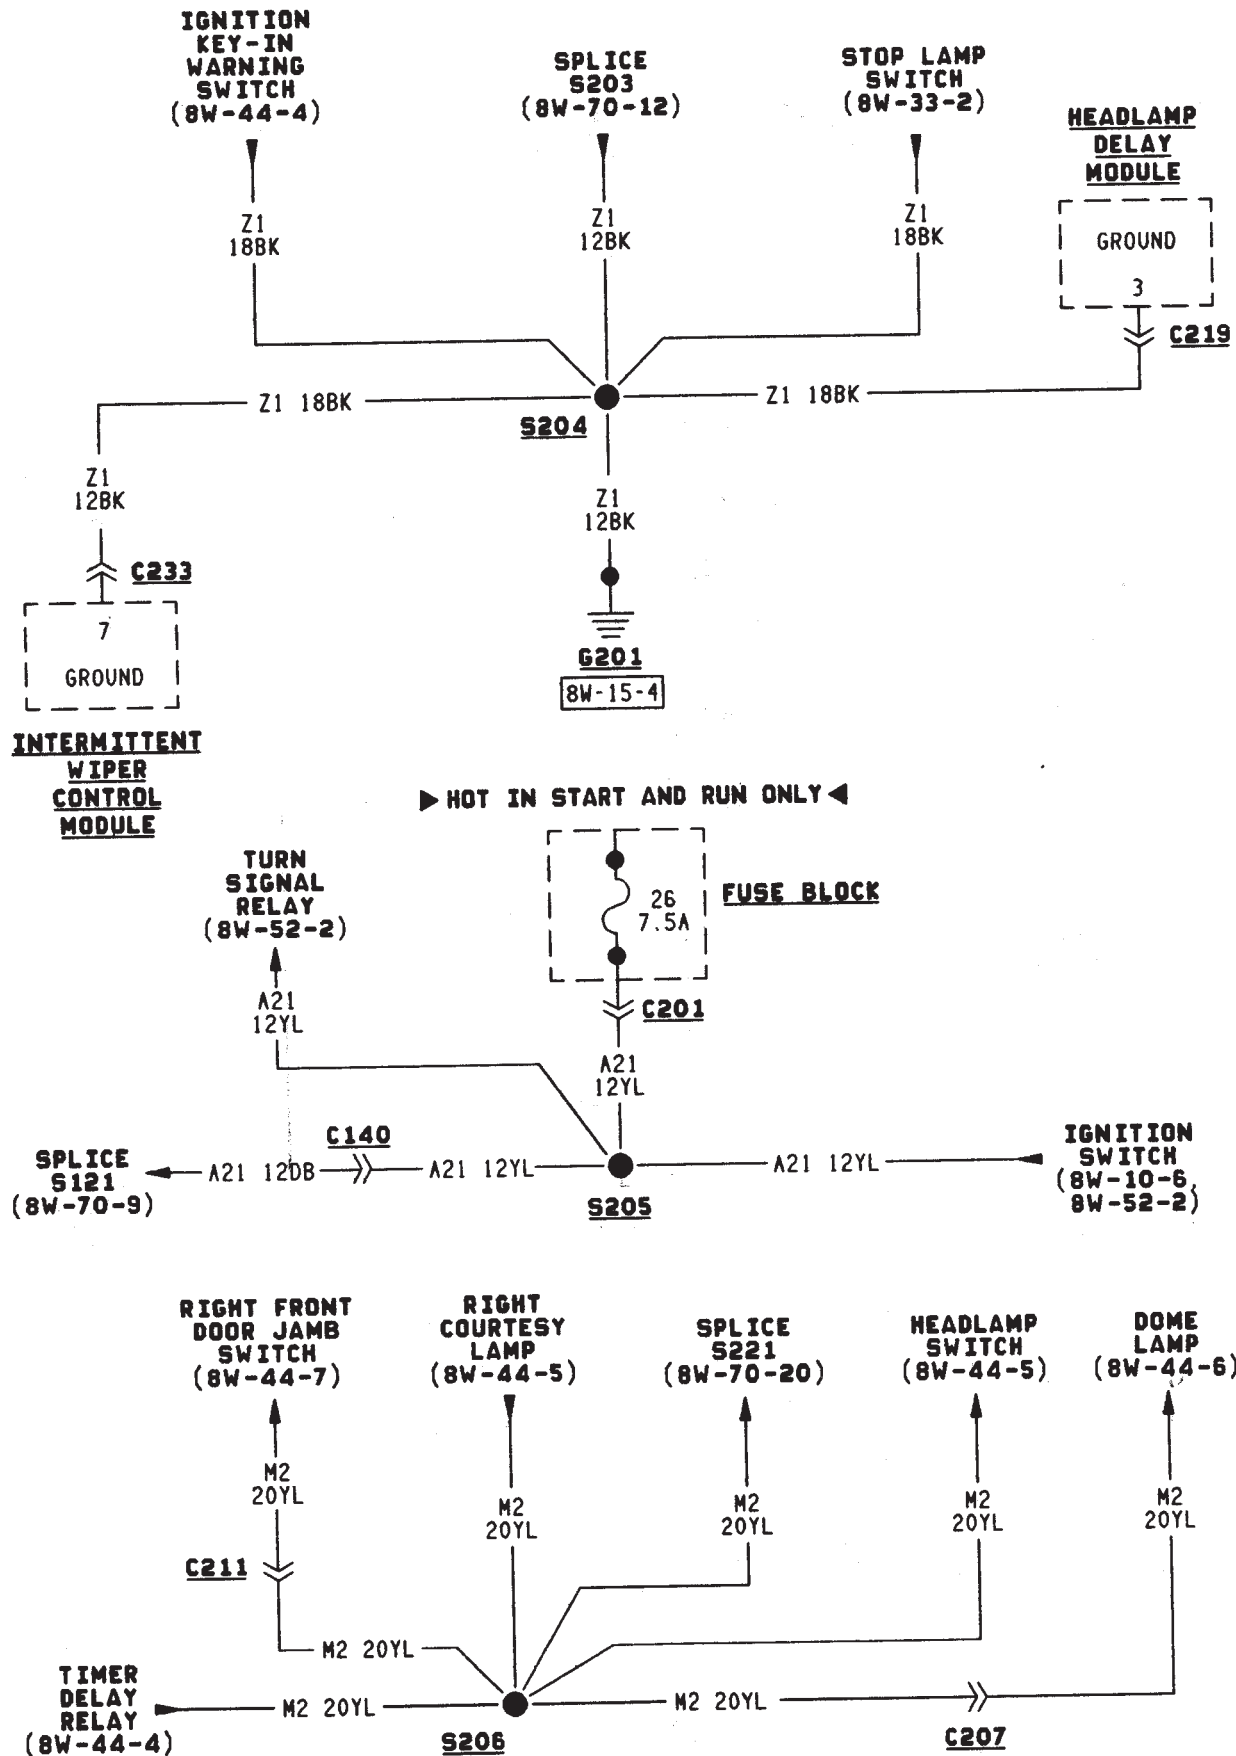 IGNITION
KEY-IN
WARNING
SWITCH
(8W-44-4)
SPLICE
S203
(8W-70-12)
STOP LAMP
SWITCH
(8W-33-2)
HEADLAMP
DELAY
MODULE
Z1
18BK
Z1
12BK
Z1
18BK
GROUND
3
C219
Z1 18BK
Z1 18BK
S204
Z1
12BK
Z1
12BK
C233
7
GROUND
G201
8W-15-4
INTERMITTENT
WIPER
CONTROL
MODULE
HOT IN START AND RUN ONLY
TURN
SIGNAL
RELAY
(8W-52-2)
26
7.5A
FUSE BLOCK
A21
12YL
C201
A21
12YL
C140
SPLICE
S121
(8W-70-9)
A21 12DB
A21 12YL
A21 12YL
IGNITION
SWITCH
(8W-10-6,
8W-52-2)
S205
RIGHT FRONT
DOOR JAMB
SWITCH
(8W-44-7)
RIGHT
COURTESY
LAMP
(8W-44-5)
SPLICE
S221
(8W-70-20)
HEADLAMP
SWITCH
(8W-44-5)
DOME
LAMP
(8W-44-6)
M2
20YL
M2
20YL
M2
20YL
M2
20YL
M2
20YL
C211
M2 20YL
TIMER
DELAY
RELAY
(8W-44-4)
M2 20YL
M2 20YL
S206
C207